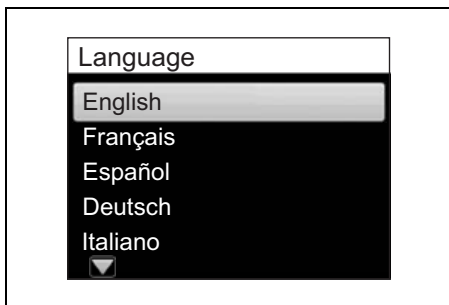 Language
English
Français
Español
Deutsch
Italiano